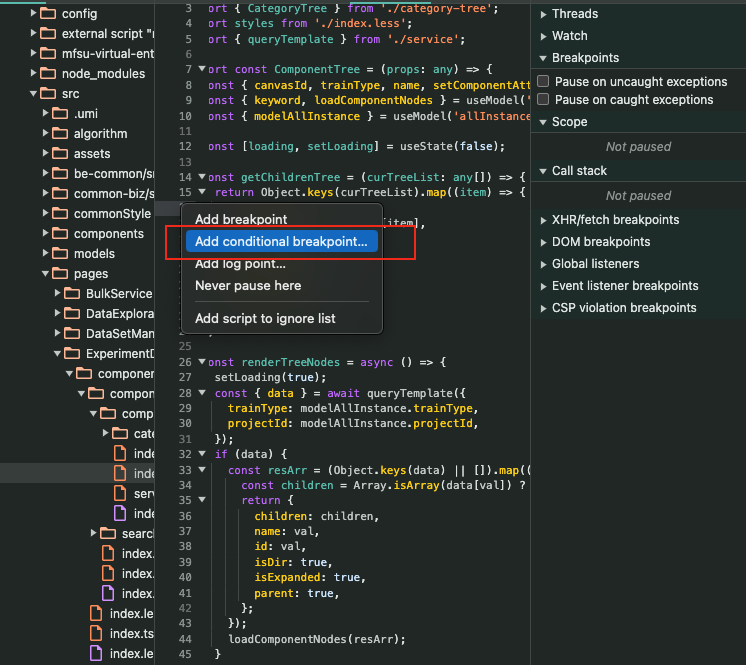 config
external script "r
mfsu-virtual-ent
node_modules
src
.umi
algorithm
assets
be-common/sr
common-biz/s
commonStyle
components
models
pages
BulkService
DataExplora
DataSetMan
ExperimentD
componen
compon
comp
cate
inde
inde
serv
inde
search
index.
index.
index.
index.le
index.ts
index.le
3 ort { CategoryTree } from './category-tree';
4 ort styles from './index.less';
5 ort { queryTemplate } from './service';
6
7 ort const ComponentTree = (props: any) => {
8 onst { canvasId, trainType, name, setComponentAtt
9 onst { keyword, loadComponentNodes } = useModel('
10 onst { modelAllInstance } = useModel('allInstance
11
12 onst [loading, setLoading] = useState(false);
13
14 onst getChildrenTree = (curTreeList: any[]) => {
15 return Object.keys(curTreeList).map((item) => {
[item],
Add breakpoint
Add conditional breakpoint...
Add log point...
Never pause here
Add script to ignore list
25
26 onst renderTreeNodes = async () => {
27 setLoading(true);
28 const { data } = await queryTemplate({
29 trainType: modelAllInstance.trainType,
30 projectId: modelAllInstance.projectId,
31 });
32 if (data) {
33 const resArr = (Object.keys(data) || []).map((
34 const children = Array.isArray(data[val]) ?
35 return {
36 children: children,
37 name: val,
38 id: val,
39 isDir: true,
40 isExpanded: true,
41 parent: true,
42 };
43 });
44 loadComponentNodes(resArr);
45 }
Threads
Watch
Breakpoints
Pause on uncaught exceptions
Pause on caught exceptions
Scope
Not paused
Call stack
Not paused
XHR/fetch breakpoints
DOM breakpoints
Global listeners
Event listener breakpoints
CSP violation breakpoints